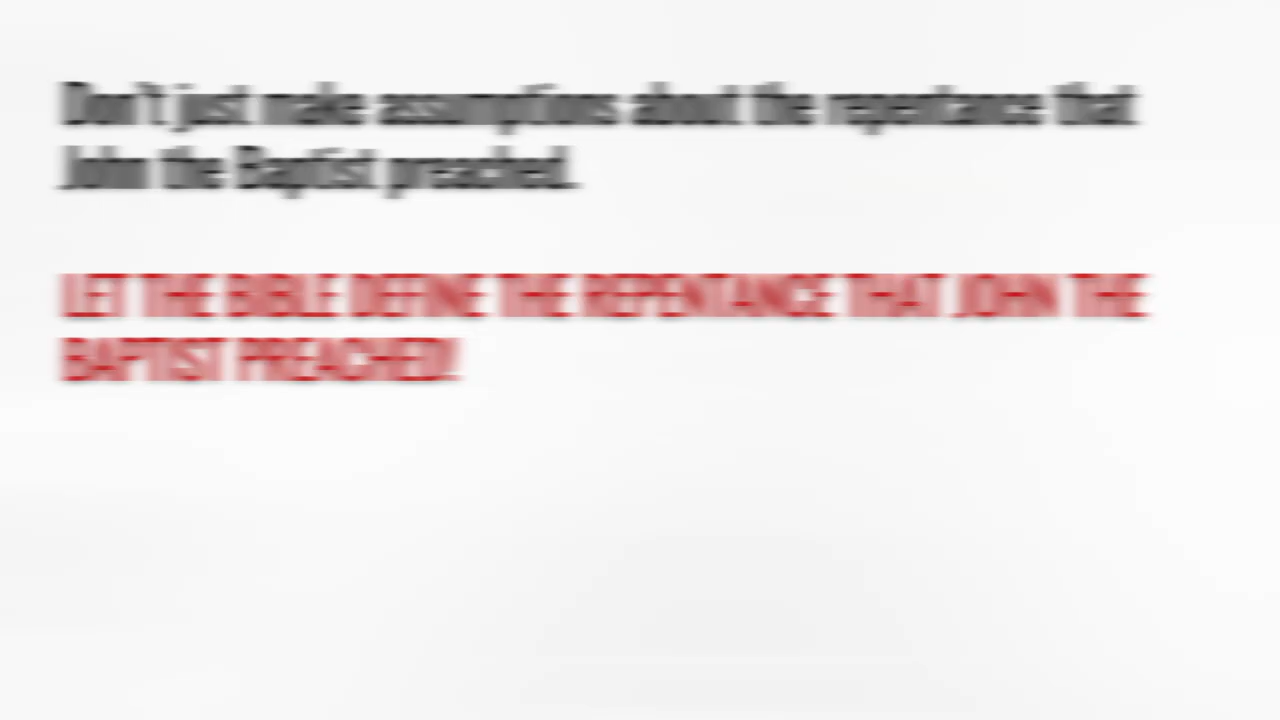 Don't just make assumptions about the repentance that
John the Baptist preached.
LET THE BIBLE DEFINE THE REPENTANCE THAT JOHN THE
BAPTIST PREACHED!